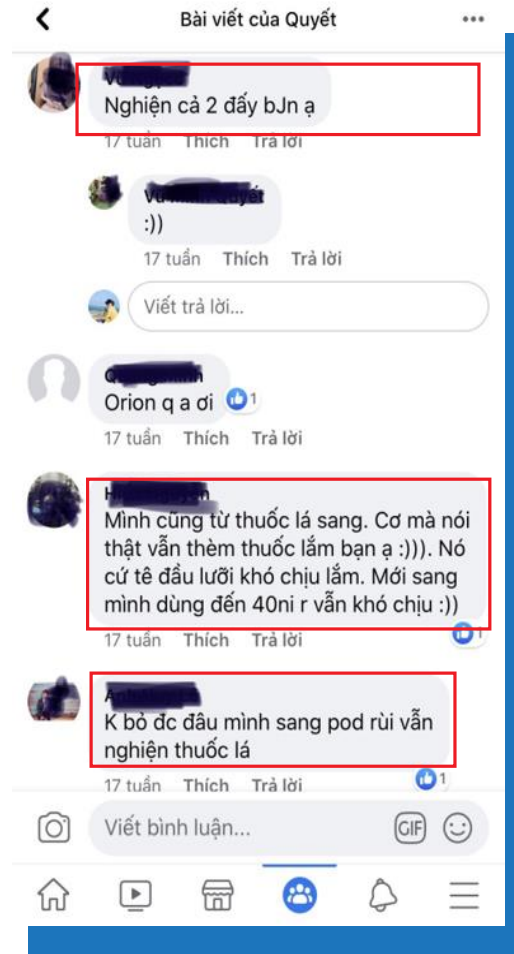 Bài viết của Quyết
Nghiện cả 2 đấy bJn ạ
17 tuần Thích Trả lời
:))
17 tuần Thích Trả lời
Viết trả lời...
Orion q a ơi 1
17 tuần Thích Trả lời
Mình cũng từ thuốc lá sang. Cơ mà nói
thật vẫn thèm thuốc lắm bạn ạ :))). Nó
cứ tê đầu lưỡi khó chịu lắm. Mới sang
mình dùng đến 40ni r vẫn khó chịu :))
17 tuần Thích Trả lời 1
K bỏ đc đâu mình sang pod rùi vẫn
nghiện thuốc lá
17 tuần Thích Trả lời 1
Viết bình luận...
GIF